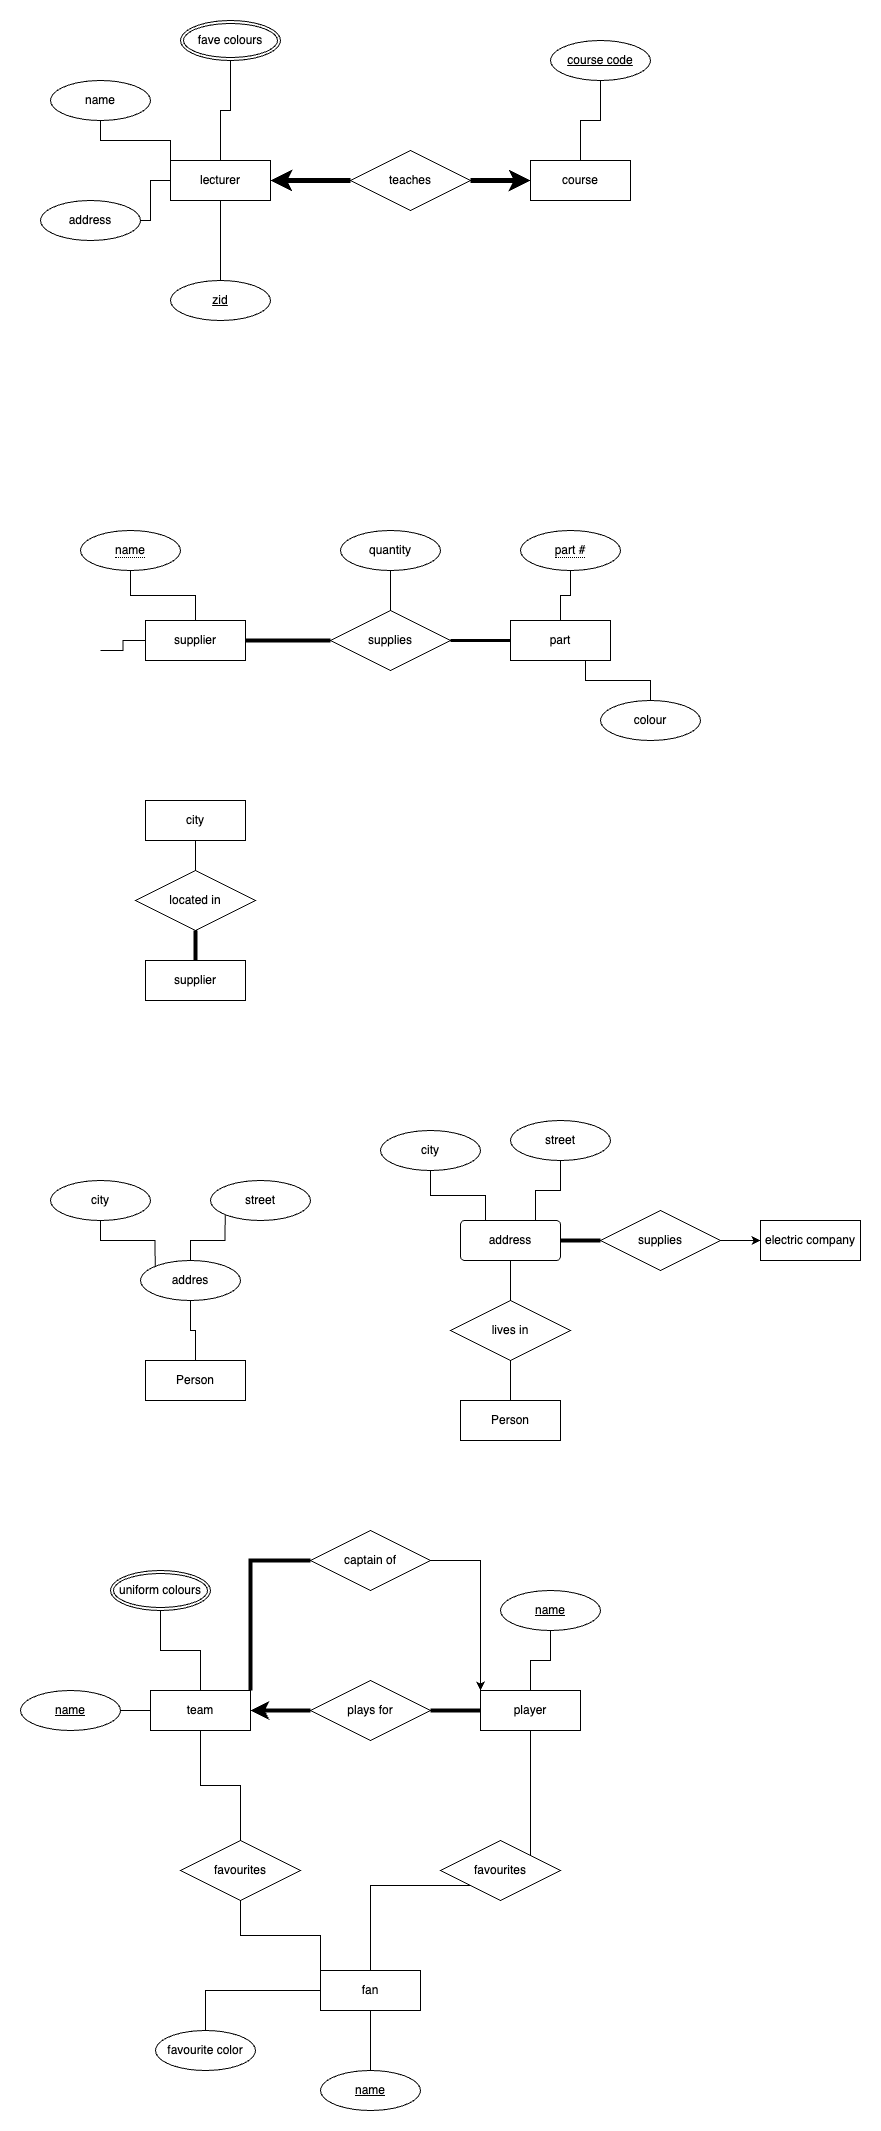 fave colours
course code
name
lecturer
teaches
course
address
zid
name
quantity
part #
supplier
supplies
part
colour
city
located in
supplier
city
street
addres
Person
city
street
address
supplies
electric company
lives in
Person
captain of
uniform colours
name
name
team
plays for
player
favourites
favourites
fan
favourite color
name